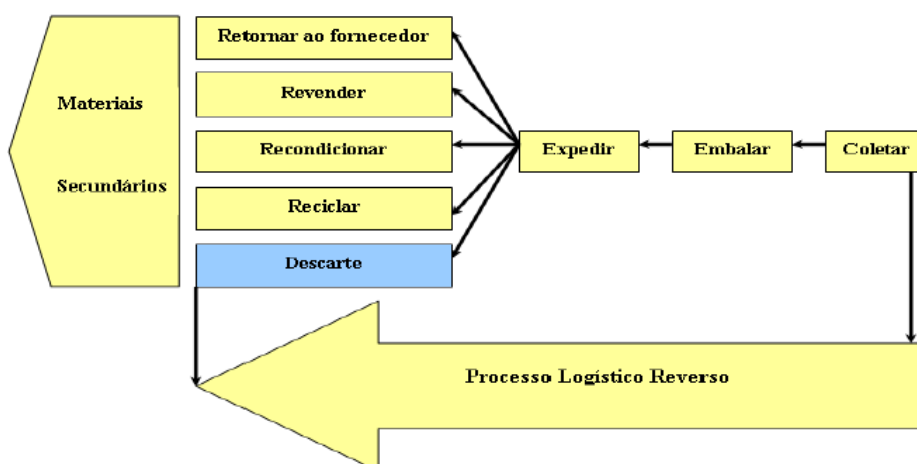 Retornar ao fornecedor
Materiais
Revender
Recondicionar
Expedir
Embalar
Coletar
Secundários
Reciclar
Descarte
Processo Logístico Reverso